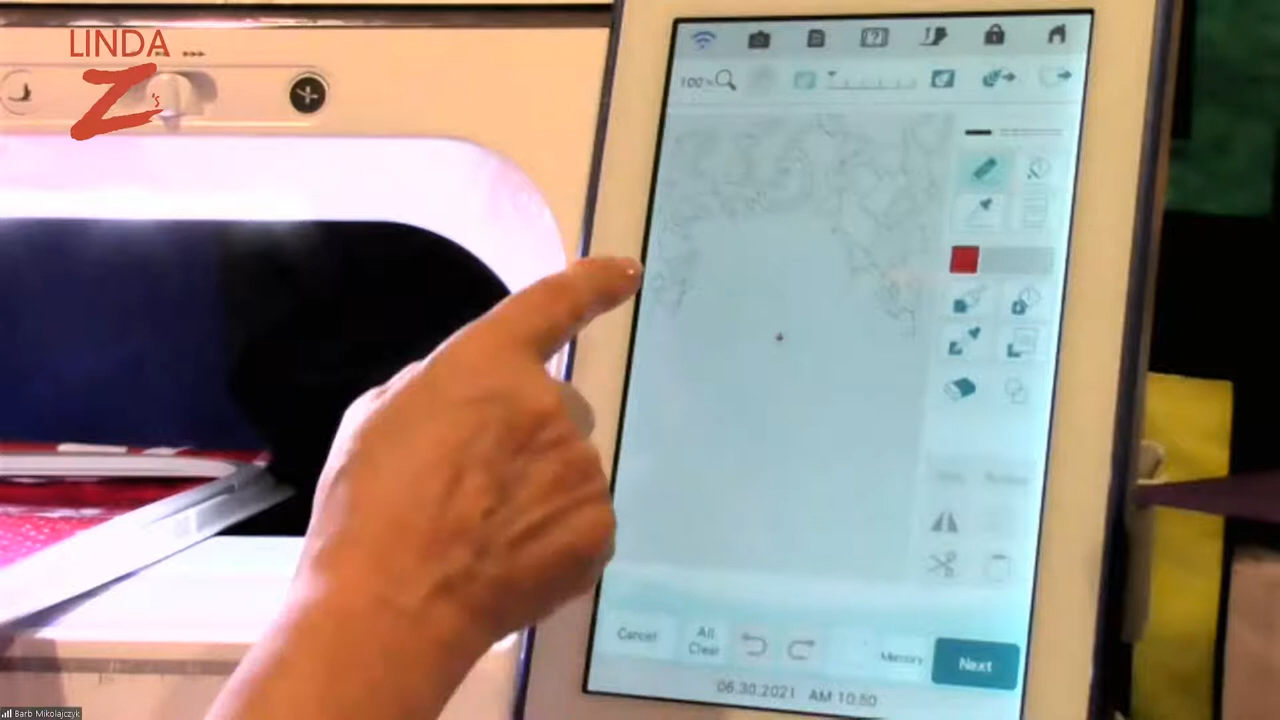 LINDA
Z's
100%
Cancel
All
Clear
Memory
Next
06.30.2021 AM 10:50
Barb Mikolajczyk